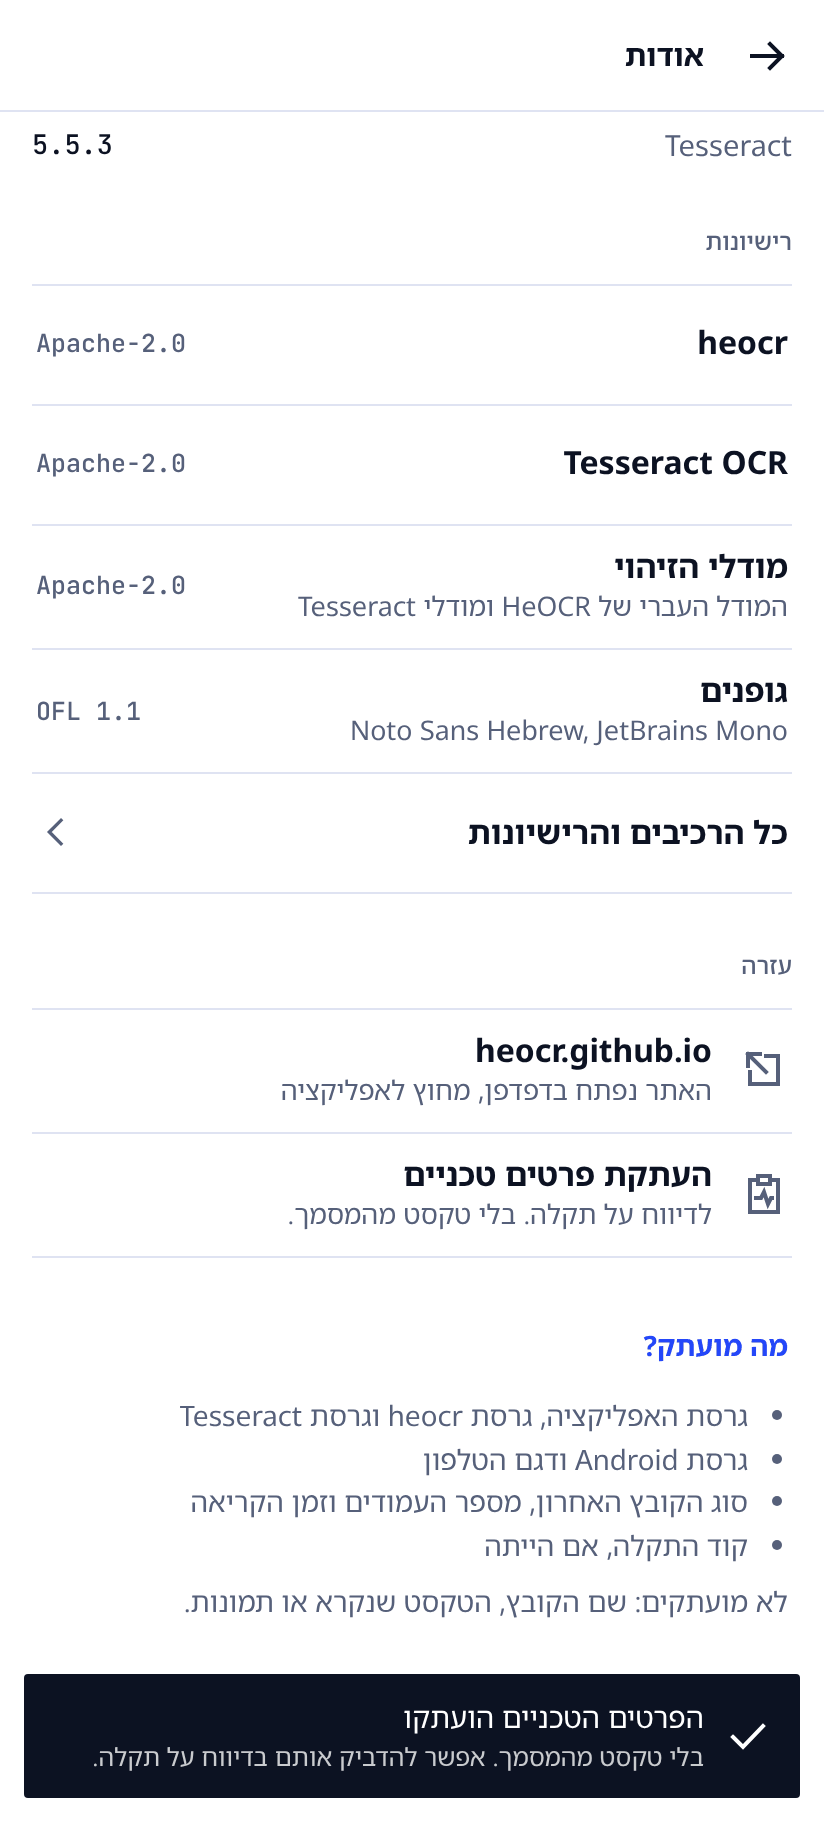 אודות
Tesseract 5.5.3
רישיונות
heocr Apache-2.0
Tesseract OCR Apache-2.0
מודלי הזיהוי
המודל העברי של HeOCR ומודלי Tesseract
Apache-2.0
גופנים
Noto Sans Hebrew, JetBrains Mono
OFL 1.1
כל הרכיבים והרישיונות
עזרה
heocr.github.io
האתר נפתח בדפדפן, מחוץ לאפליקציה
העתקת פרטים טכניים
לדיווח על תקלה. בלי טקסט מהמסמך.
מה מועתק?
• גרסת האפליקציה, גרסת heocr וגרסת Tesseract
• גרסת Android ודגם הטלפון
• סוג הקובץ האחרון, מספר העמודים וזמן הקריאה
• קוד התקלה, אם הייתה
לא מועתקים: שם הקובץ, הטקסט שנקרא או תמונות.
הפרטים הטכניים הועתקו
בלי טקסט מהמסמך. אפשר להדביק אותם בדיווח על תקלה.